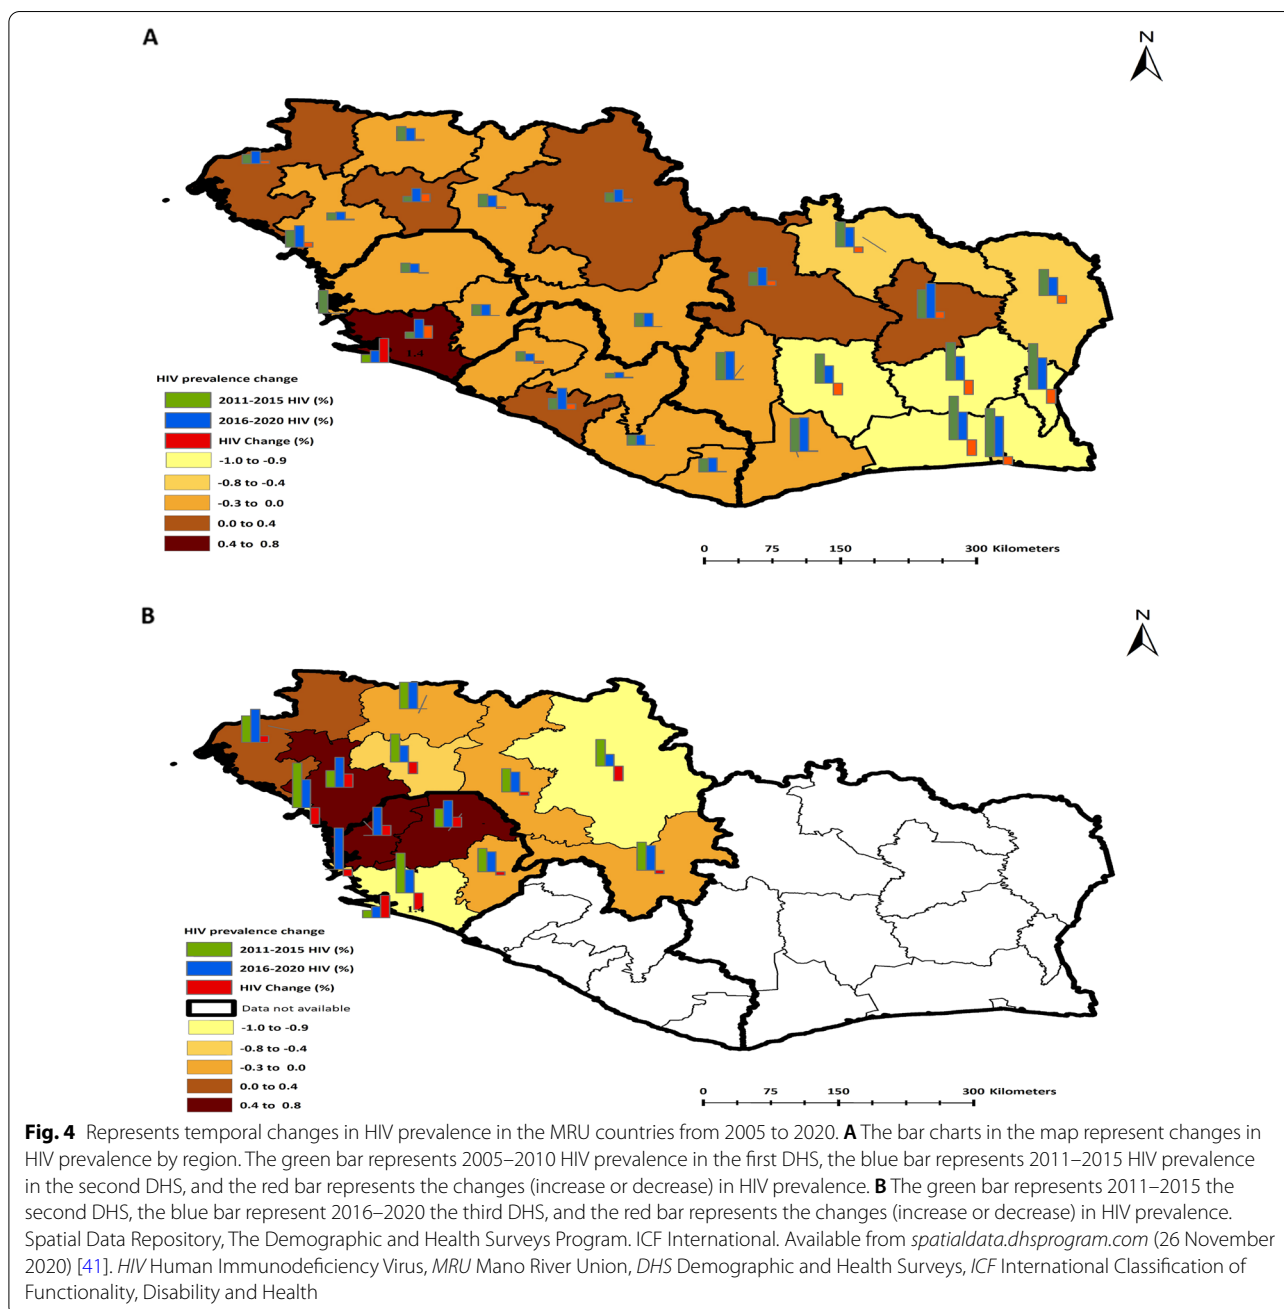 A
N
1.4
HIV prevalence change
2011-2015 HIV (%)
2016-2020 HIV (%)
HIV Change (%)
-1.0 to -0.9
-0.8 to -0.4
-0.3 to 0.0
0.0 to 0.4
0.4 to 0.8
0 75 150 300 Kilometers
B
N
1.4
HIV prevalence change
2011-2015 HIV (%)
2016-2020 HIV (%)
HIV Change (%)
Data not available
-1.0 to -0.9
-0.8 to -0.4
-0.3 to 0.0
0.0 to 0.4
0.4 to 0.8
0 75 150 300 Kilometers
Fig. 4 Represents temporal changes in HIV prevalence in the MRU countries from 2005 to 2020. A The bar charts in the map represent changes in
HIV prevalence by region. The green bar represents 2005–2010 HIV prevalence in the first DHS, the blue bar represents 2011–2015 HIV prevalence
in the second DHS, and the red bar represents the changes (increase or decrease) in HIV prevalence. B The green bar represents 2011–2015 the
second DHS, the blue bar represent 2016–2020 the third DHS, and the red bar represents the changes (increase or decrease) in HIV prevalence.
Spatial Data Repository, The Demographic and Health Surveys Program. ICF International. Available from spatialdata.dhsprogram.com (26 November
2020) [41]. HIV Human Immunodeficiency Virus, MRU Mano River Union, DHS Demographic and Health Surveys, ICF International Classification of
Functionality, Disability and Health